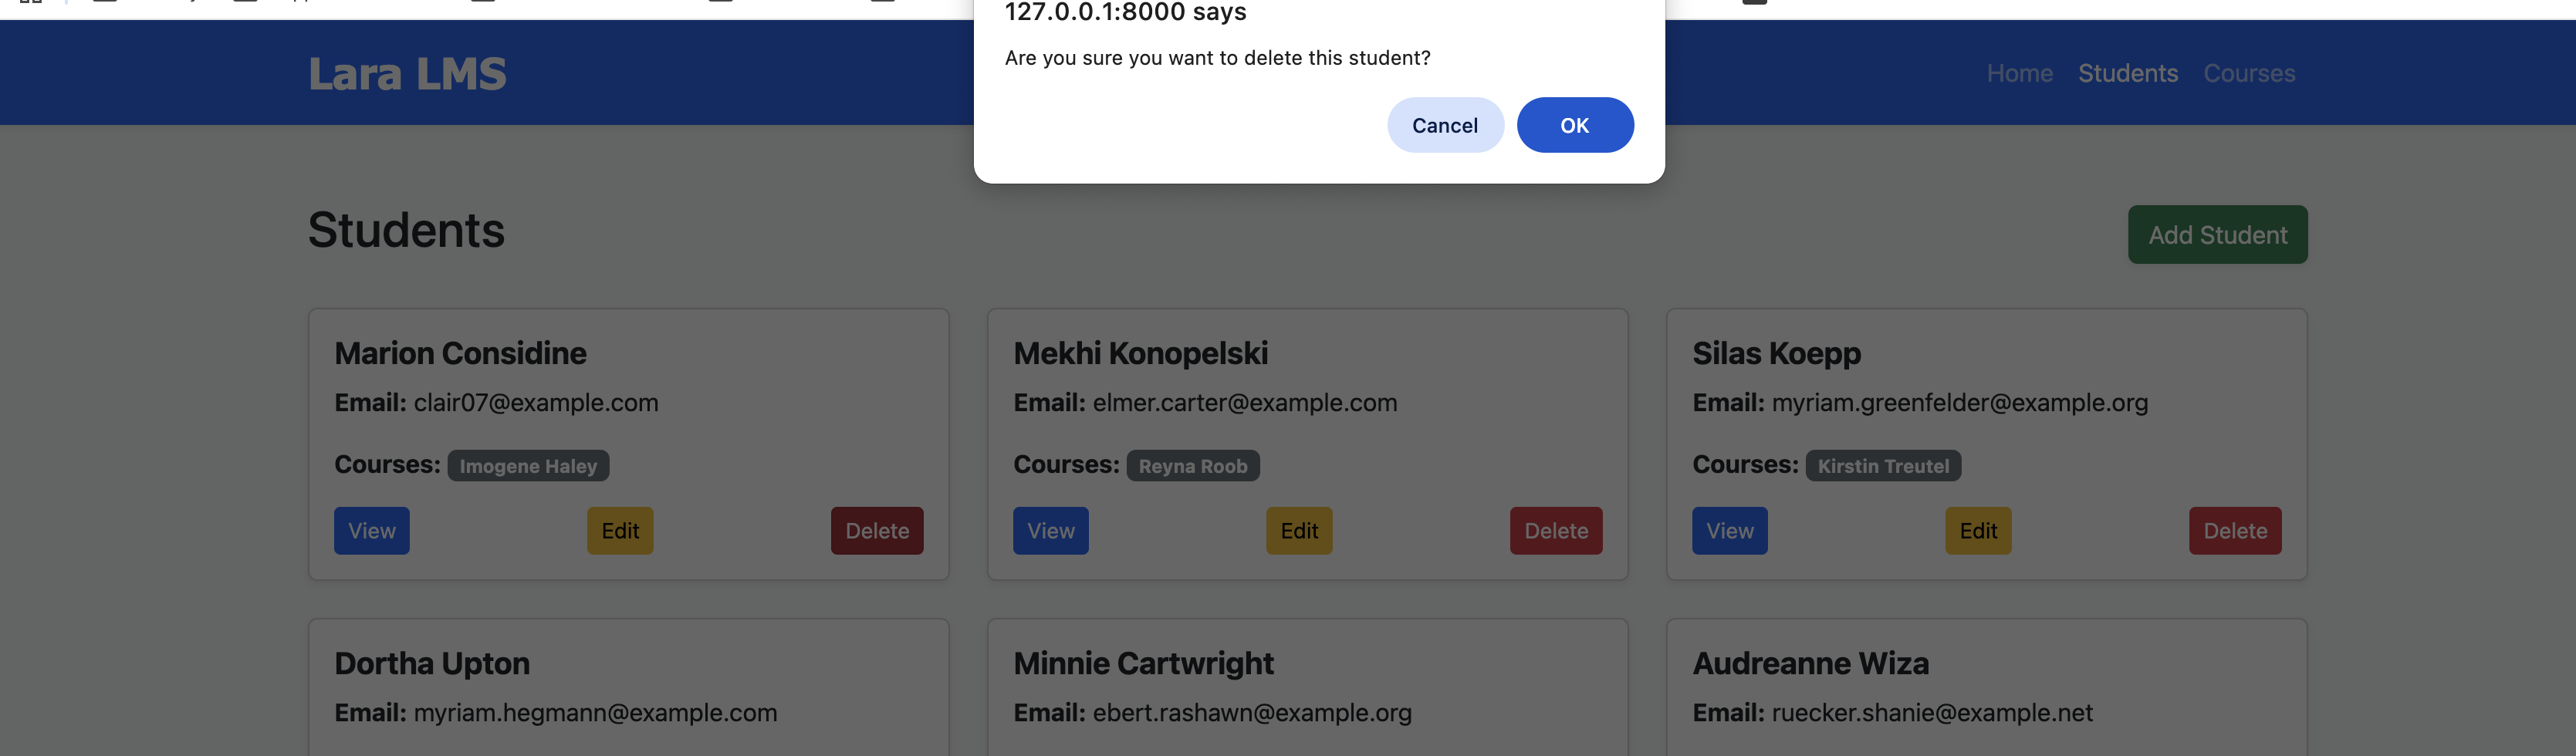 127.0.0.1:8000 says
Are you sure you want to delete this student?
Cancel OK
Lara LMS
Home Students Courses
Students
Add Student
Marion Considine
Email: clair07@example.com
Courses: Imogene Haley
View Edit Delete
Mekhi Konopelski
Email: elmer.carter@example.com
Courses: Reyna Roob
View Edit Delete
Silas Koepp
Email: myriam.greenfelder@example.org
Courses: Kirstin Treutel
View Edit Delete
Dortha Upton
Email: myriam.hegmann@example.com
Minnie Cartwright
Email: ebert.rashawn@example.org
Audreanne Wiza
Email: ruecker.shanie@example.net